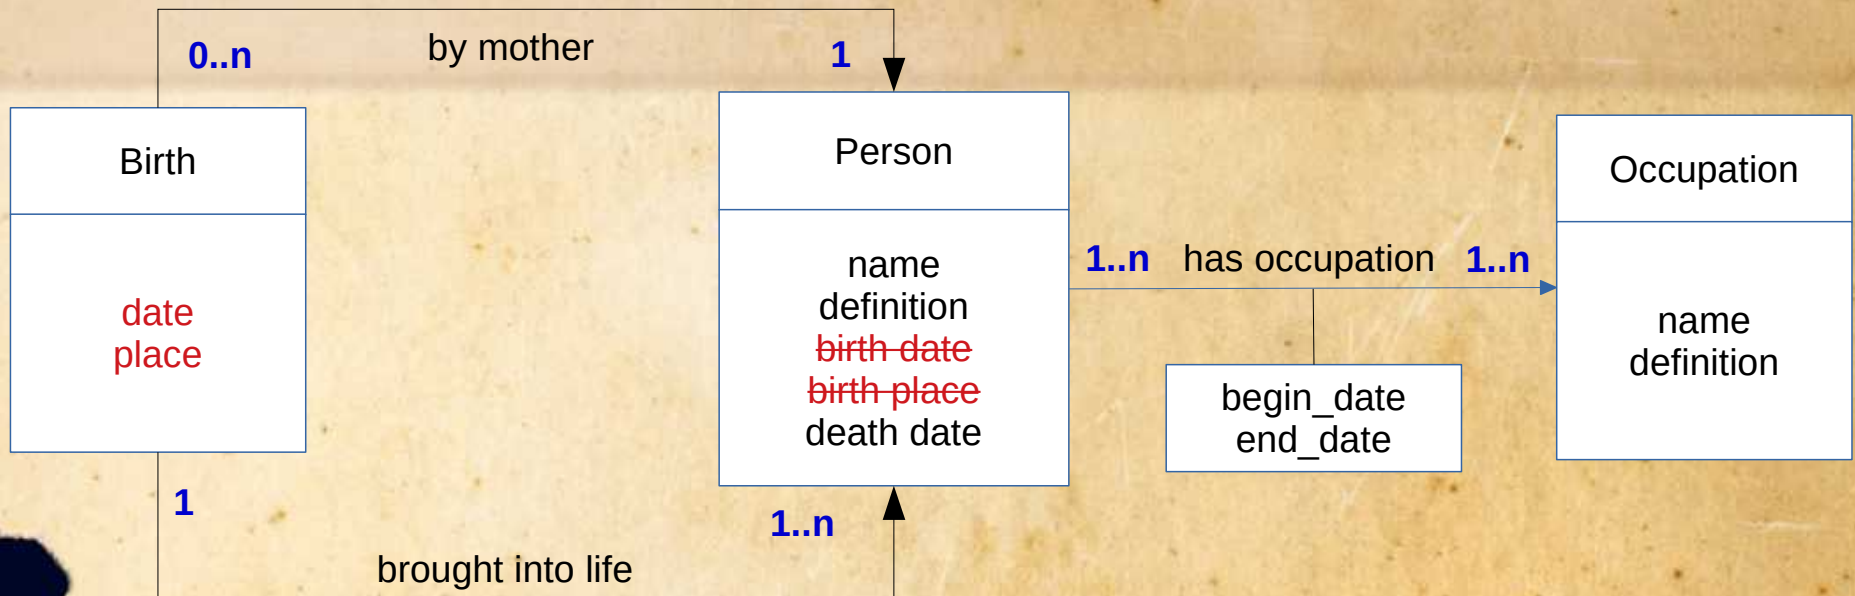 0..n
by mother
1
Birth
date
place
1
Person
name
definition
birth date
birth place
death date
1..n
brought into life
1..n
has occupation
1..n
begin_date
end_date
Occupation
name
definition